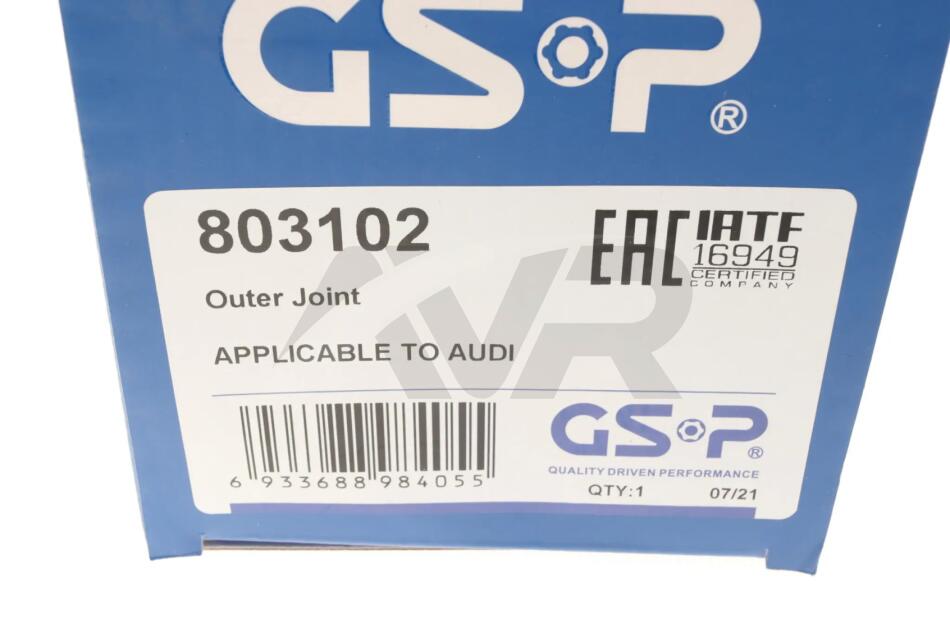 GSP
®
803102
EAC
IATF
16949
CERTIFIED
COMPANY
Outer Joint
APPLICABLE TO AUDI
IVR
6 933688 984055
GSP®
QUALITY DRIVEN PERFORMANCE
QTY:1 07/21